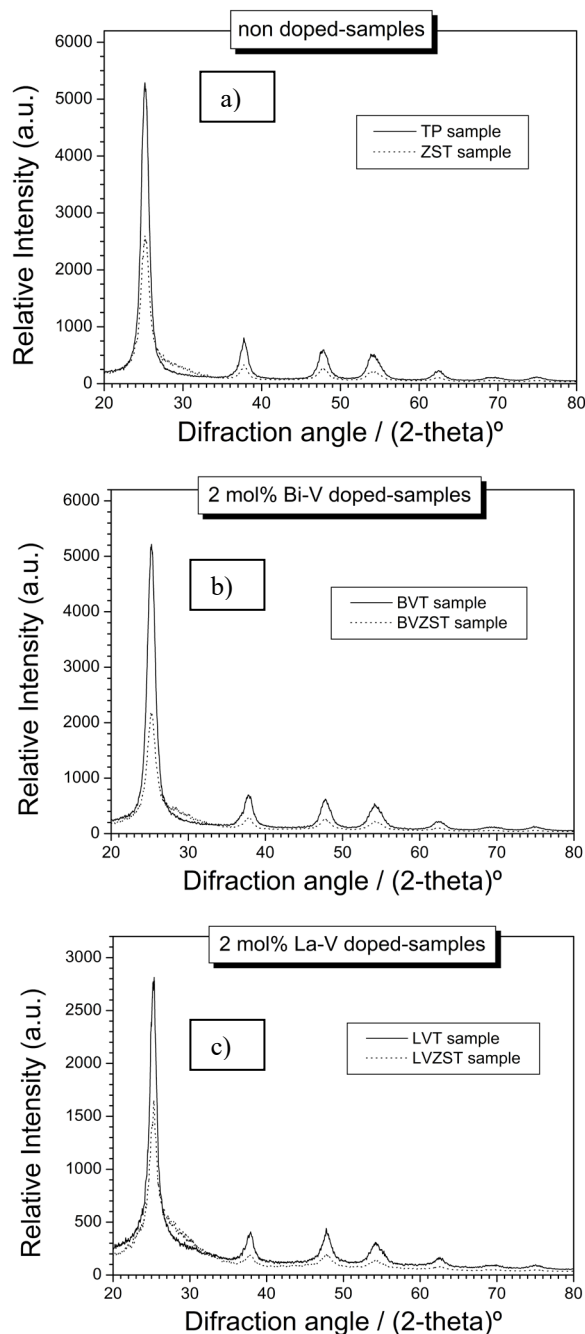 non doped-samples
6000
5000
4000
3000
2000
1000
0
a)
TP sample
ZST sample
Relative Intensity (a.u.)
20 30 40 50 60 70 80
Difraction angle / (2-theta)º
2 mol% Bi-V doped-samples
6000
5000
4000
3000
2000
1000
0
b)
BVT sample
BVZST sample
Relative Intensity (a.u.)
20 30 40 50 60 70 80
Difraction angle / (2-theta)º
2 mol% La-V doped-samples
3000
2500
2000
1500
1000
500
0
c)
LVT sample
LVZST sample
Relative Intensity (a.u.)
20 30 40 50 60 70 80
Difraction angle / (2-theta)º